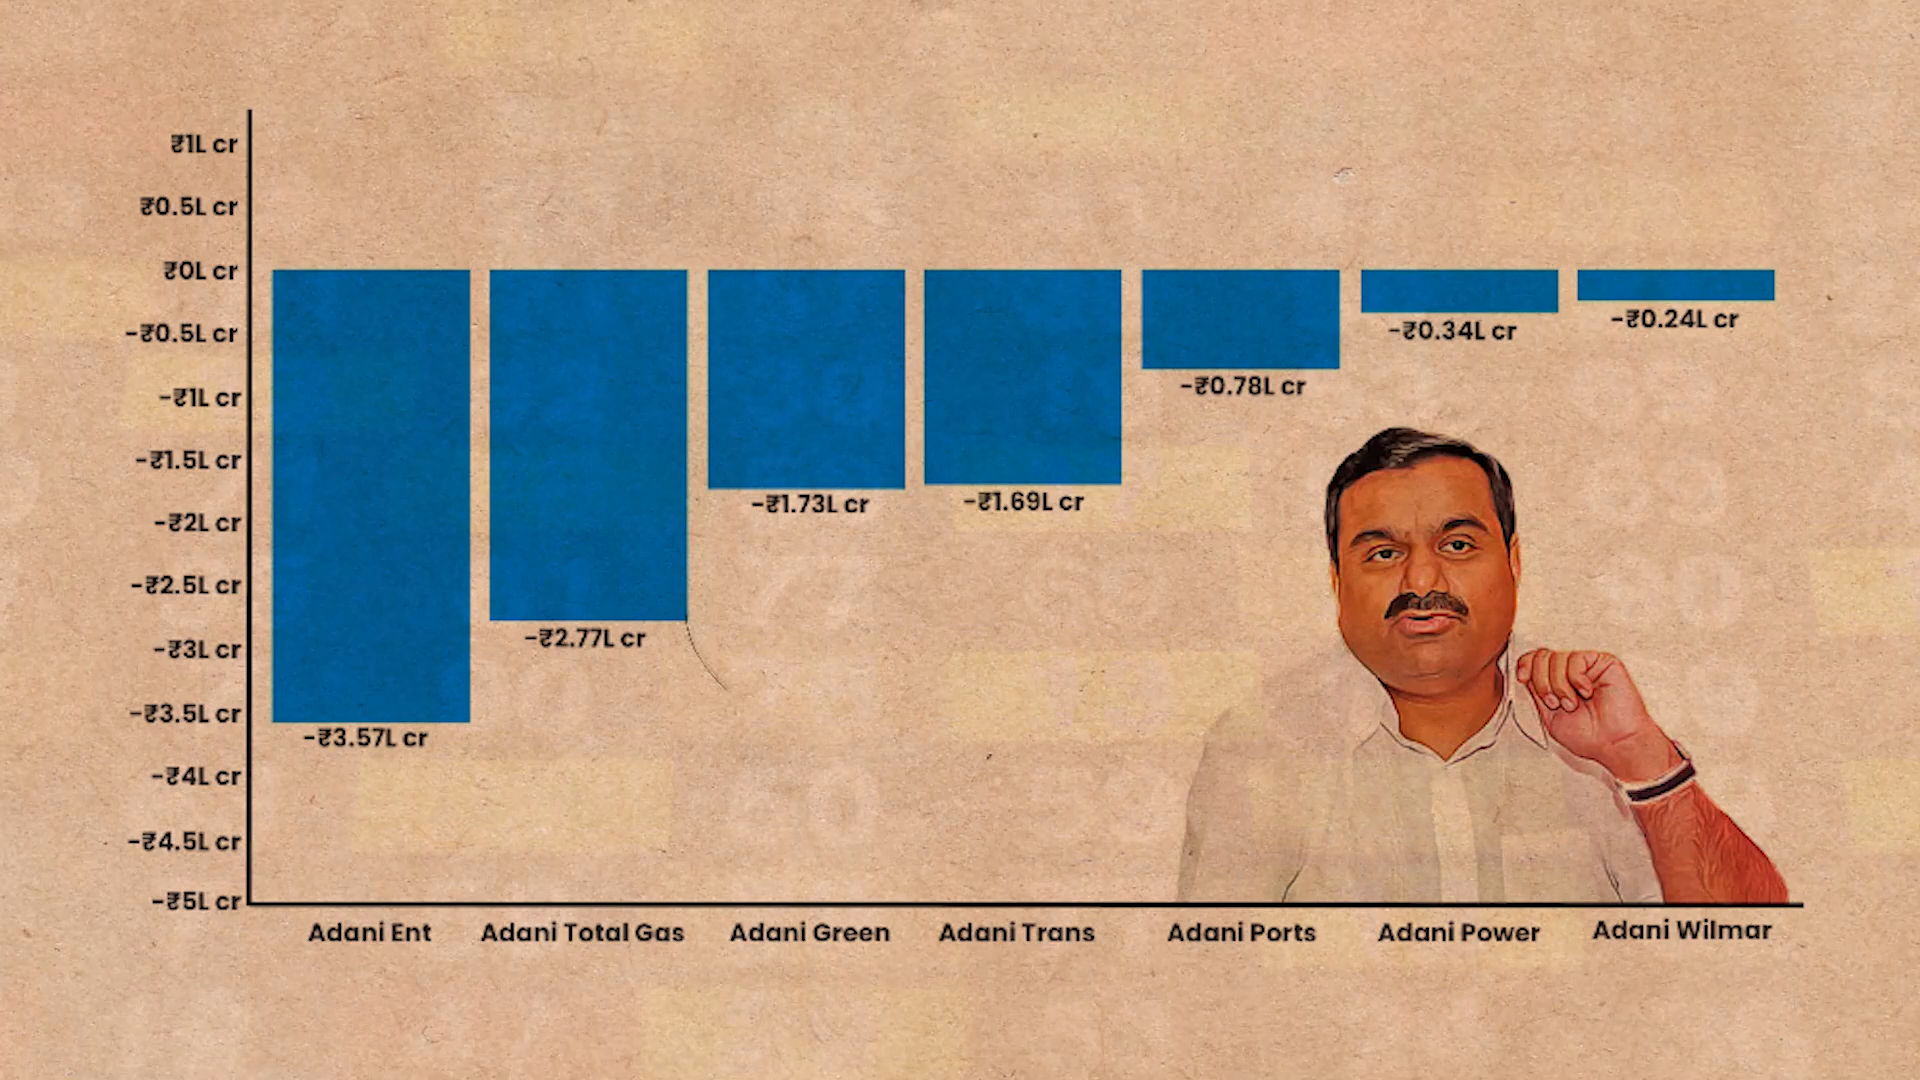 ₹1L cr
₹0.5L cr
₹0L cr
-₹0.5L cr
-₹1L cr
-₹1.5L cr
-₹2L cr
-₹2.5L cr
-₹3L cr
-₹3.5L cr
-₹4L cr
-₹4.5L cr
-₹5L cr
-₹3.57L cr
-₹2.77L cr
-₹1.73L cr
-₹1.69L cr
-₹0.78L cr
-₹0.34L cr
-₹0.24L cr
Adani Ent Adani Total Gas Adani Green Adani Trans Adani Ports Adani Power Adani Wilmar